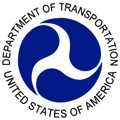 DEPARTMENT OF TRANSPORTATION
UNITED STATES OF AMERICA